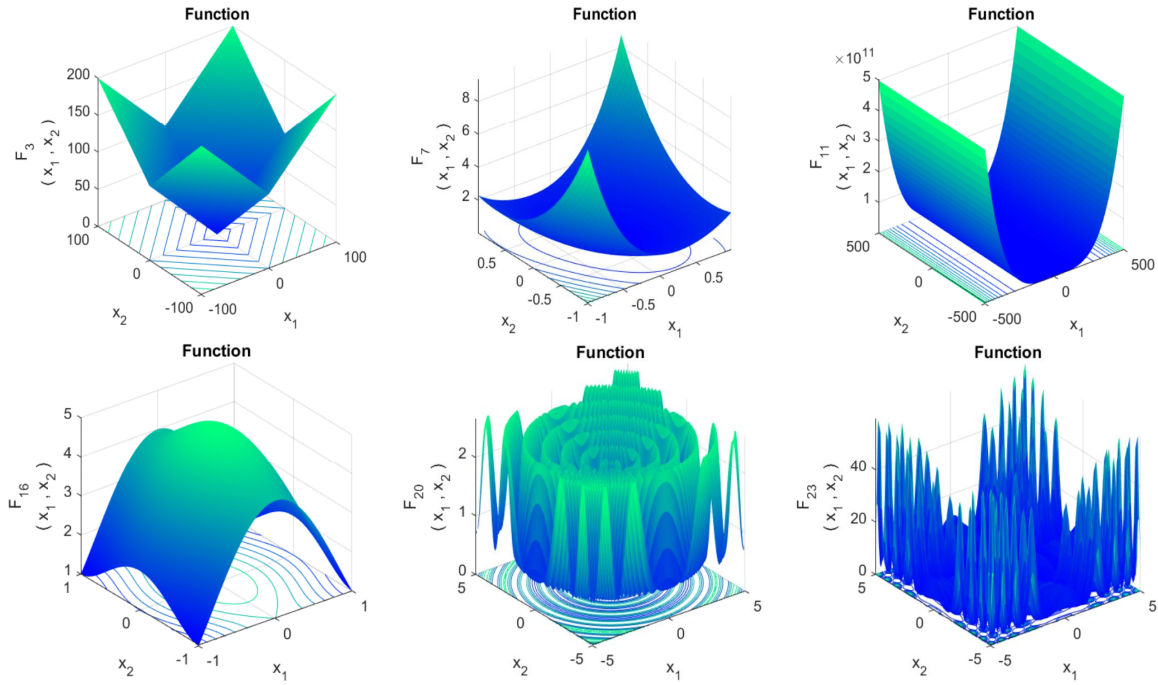 Function
F3
( x1 , x2 )
200
150
100
50
0
100
0
-100
x2
-100
0
100
x1
Function
F7
( x1 , x2 )
8
6
4
2
0.5
0
-0.5
-1
x2
-1
-0.5
0
0.5
x1
Function
×10^11
F11
( x1 , x2 )
5
4
3
2
1
500
0
-500
x2
-500
0
500
x1
Function
F16
( x1 , x2 )
5
4
3
2
1
1
0
-1
x2
-1
0
1
x1
Function
F20
( x1 , x2 )
2
1
0
5
0
-5
x2
-5
0
5
x1
Function
F23
( x1 , x2 )
40
20
0
5
0
-5
x2
-5
0
5
x1